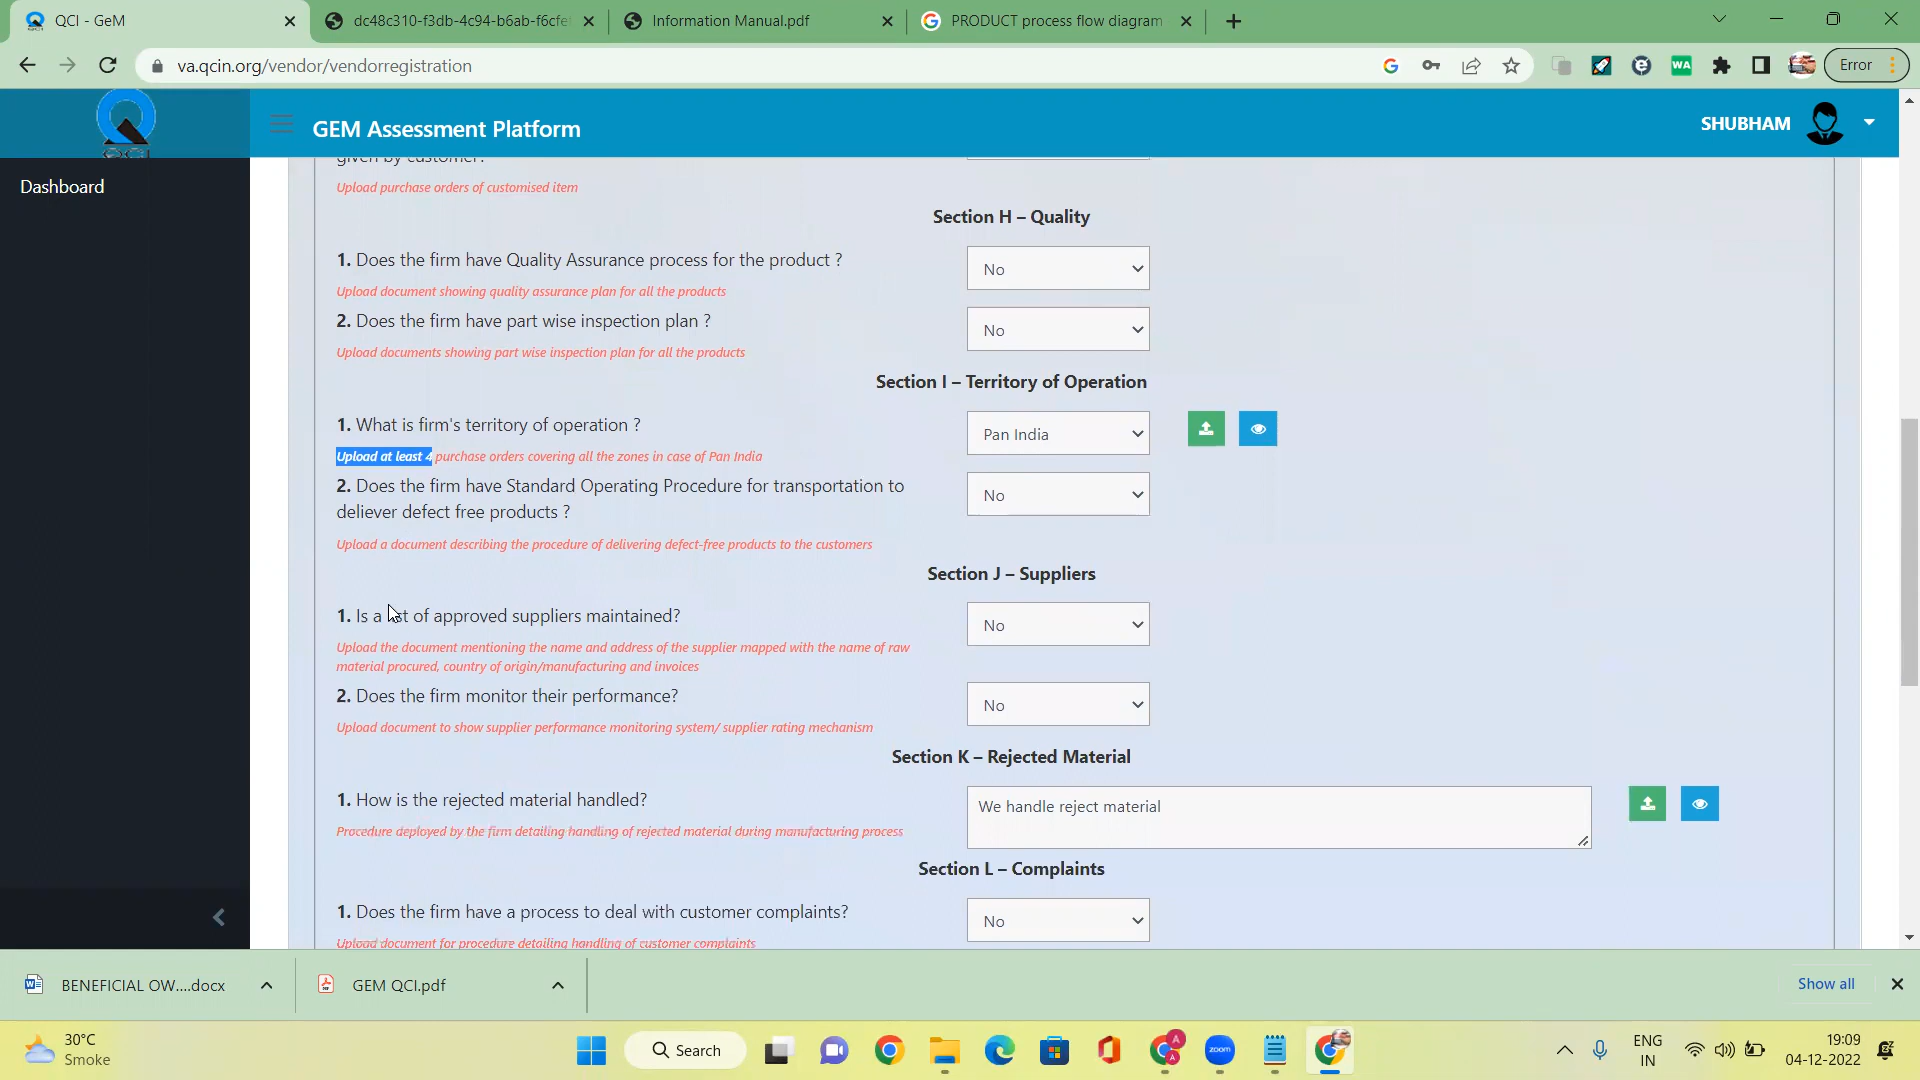 QCI - GeM
dc48c310-f3db-4c94-b6ab-f6cfe
Information Manual.pdf
PRODUCT process flow diagram
va.qcin.org/vendor/vendorregistration
WA
Error
QCI
GEM Assessment Platform
SHUBHAM
Dashboard
given by customer?
Upload purchase orders of customised item
Section H – Quality
1. Does the firm have Quality Assurance process for the product ?
No
Upload document showing quality assurance plan for all the products
2. Does the firm have part wise inspection plan ?
No
Upload documents showing part wise inspection plan for all the products
Section I – Territory of Operation
1. What is firm's territory of operation ?
Pan India
Upload at least 4 purchase orders covering all the zones in case of Pan India
2. Does the firm have Standard Operating Procedure for transportation to
deliever defect free products ?
No
Upload a document describing the procedure of delivering defect-free products to the customers
Section J – Suppliers
1. Is a list of approved suppliers maintained?
No
Upload the document mentioning the name and address of the supplier mapped with the name of raw
material procured, country of origin/manufacturing and invoices
2. Does the firm monitor their performance?
No
Upload document to show supplier performance monitoring system/ supplier rating mechanism
Section K – Rejected Material
1. How is the rejected material handled?
We handle reject material
Procedure deployed by the firm detailing handling of rejected material during manufacturing process
Section L – Complaints
1. Does the firm have a process to deal with customer complaints?
No
Upload document for procedure detailing handling of customer complaints
BENEFICIAL OW....docx
GEM QCI.pdf
Show all
30°C
Smoke
Search
zoom
ENG
IN
19:09
04-12-2022